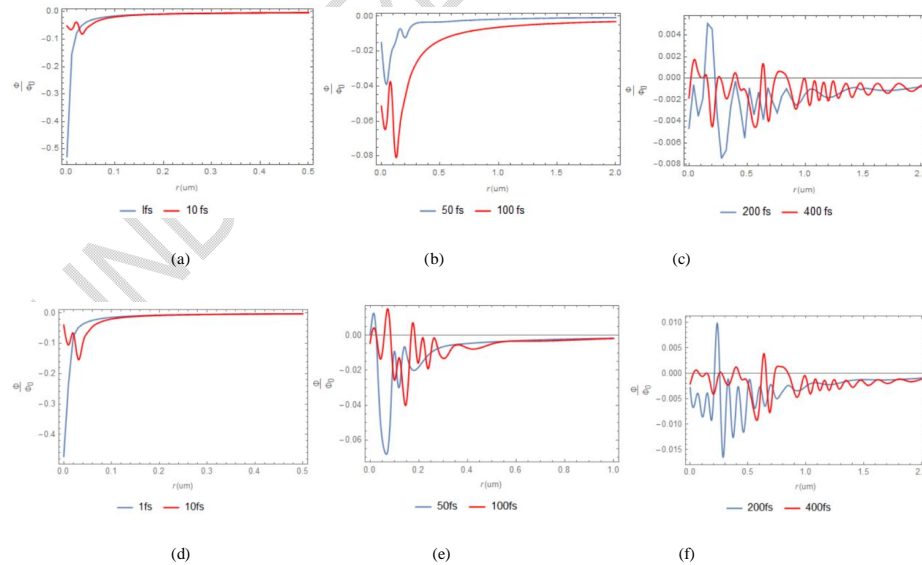 0.0
-0.1
-0.2
-0.3
-0.4
-0.5
Φ
Φ0
0.0 0.1 0.2 0.3 0.4 0.5
r(um)
lfs 10 fs
(a)
0.00
-0.02
-0.04
-0.06
-0.08
Φ
Φ0
0.0 0.5 1.0 1.5 2.0
r(um)
50 fs 100 fs
(b)
0.004
0.002
0.000
-0.002
-0.004
-0.006
-0.008
Φ
Φ0
0.0 0.5 1.0 1.5 2.0
r(um)
200 fs 400 fs
(c)
0.0
-0.1
-0.2
-0.3
-0.4
Φ
Φ0
0.0 0.1 0.2 0.3 0.4 0.5
r(um)
1fs 10fs
(d)
0.00
-0.02
-0.04
-0.06
Φ
Φ0
0.0 0.2 0.4 0.6 0.8 1.0
r(um)
50fs 100fs
(e)
0.010
0.005
0.000
-0.005
-0.010
-0.015
Φ
Φ0
0.0 0.5 1.0 1.5 2.0
r(um)
200fs 400fs
(f)